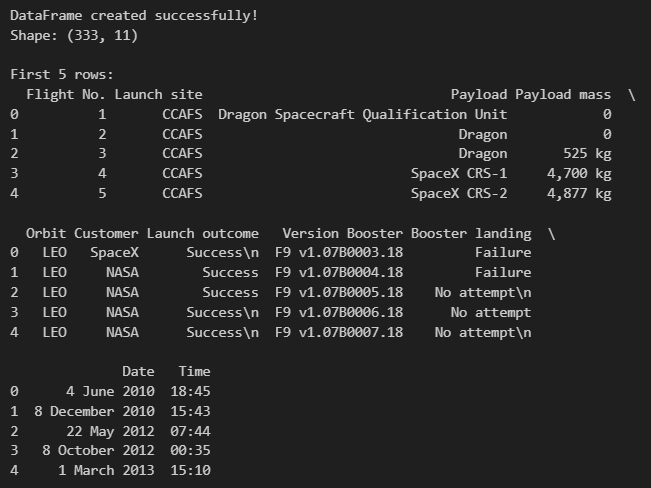 DataFrame created successfully!
Shape: (333, 11)
First 5 rows:
Flight No. Launch site Payload Payload mass \
0 1 CCAFS Dragon Spacecraft Qualification Unit 0
1 2 CCAFS Dragon 0
2 3 CCAFS Dragon 525 kg
3 4 CCAFS SpaceX CRS-1 4,700 kg
4 5 CCAFS SpaceX CRS-2 4,877 kg
Orbit Customer Launch outcome Version Booster Booster landing \
0 LEO SpaceX Success\n F9 v1.07B0003.18 Failure
1 LEO NASA Success F9 v1.07B0004.18 Failure
2 LEO NASA Success F9 v1.07B0005.18 No attempt\n
3 LEO NASA Success\n F9 v1.07B0006.18 No attempt
4 LEO NASA Success\n F9 v1.07B0007.18 No attempt\n
Date Time
0 4 June 2010 18:45
1 8 December 2010 15:43
2 22 May 2012 07:44
3 8 October 2012 00:35
4 1 March 2013 15:10